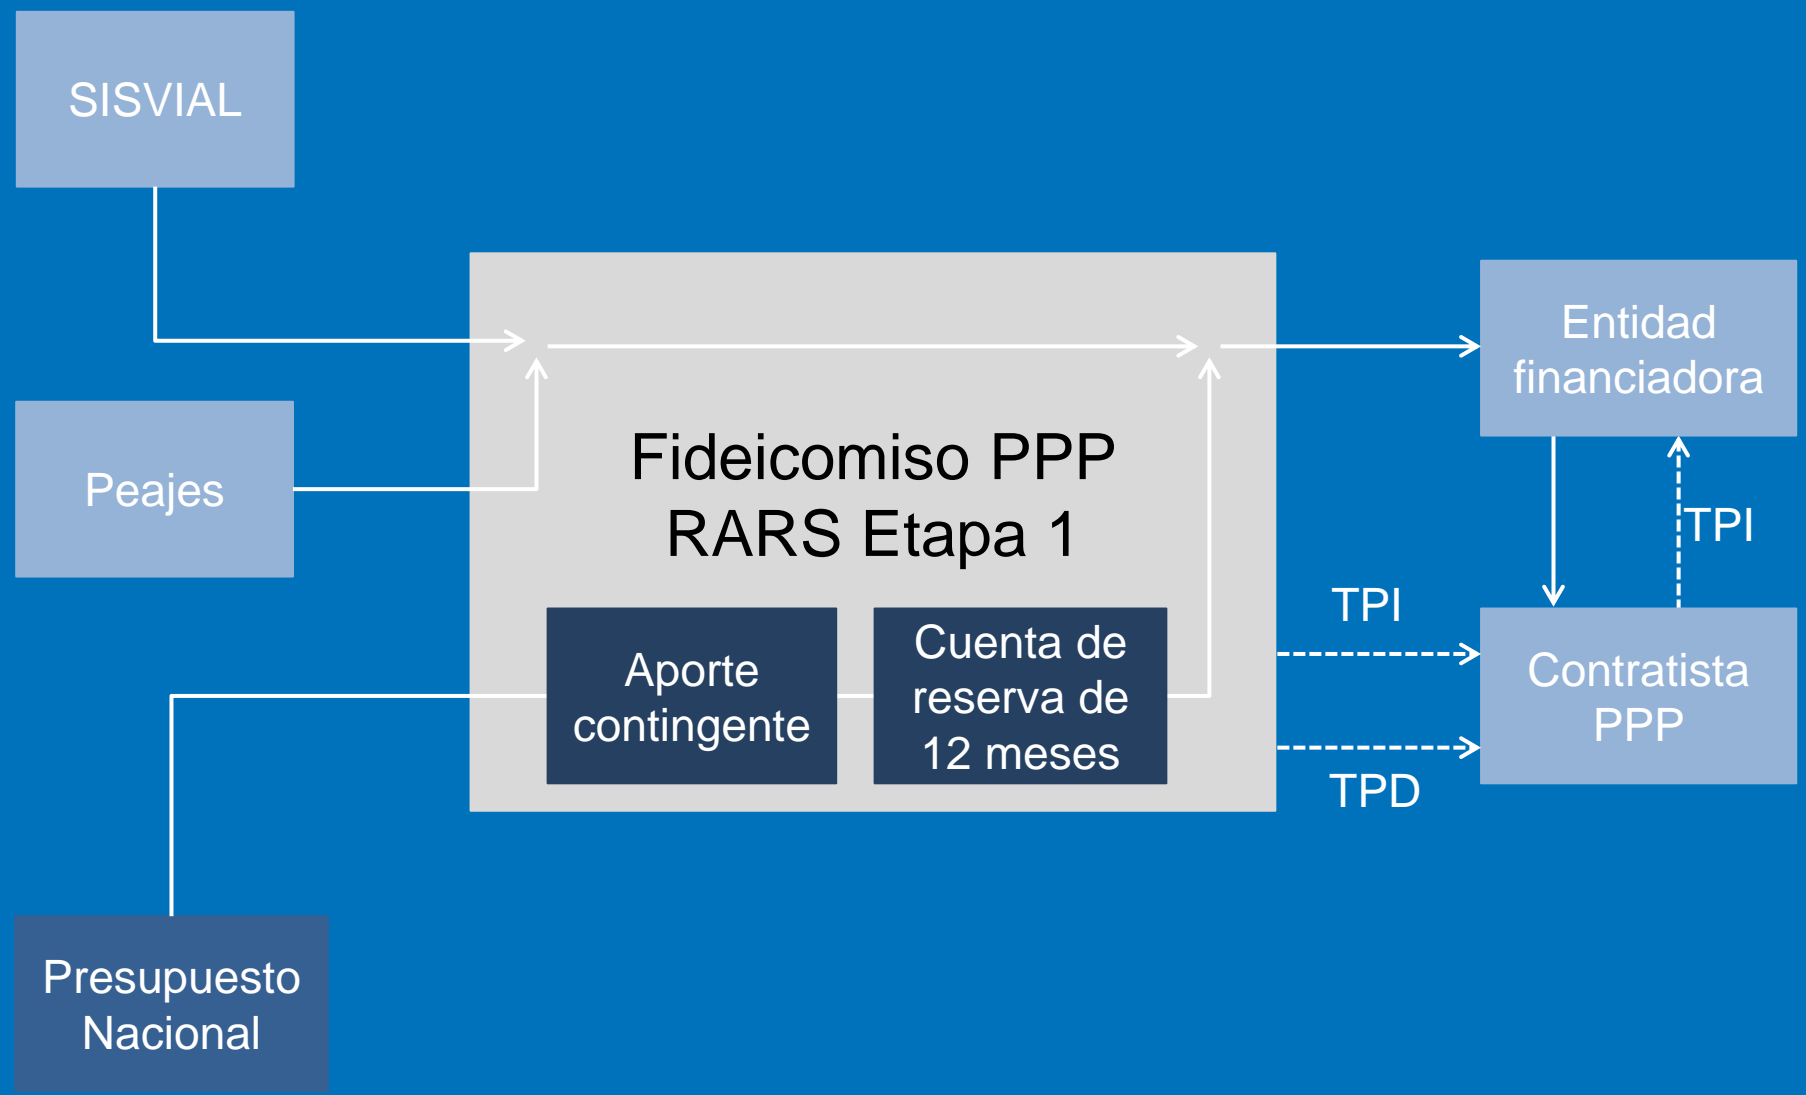 SISVIAL
Peajes
Fideicomiso PPP
RARS Etapa 1
Aporte
contingente
Cuenta de
reserva de
12 meses
Presupuesto
Nacional
Entidad
financiadora
TPI
TPI
TPD
Contratista
PPP